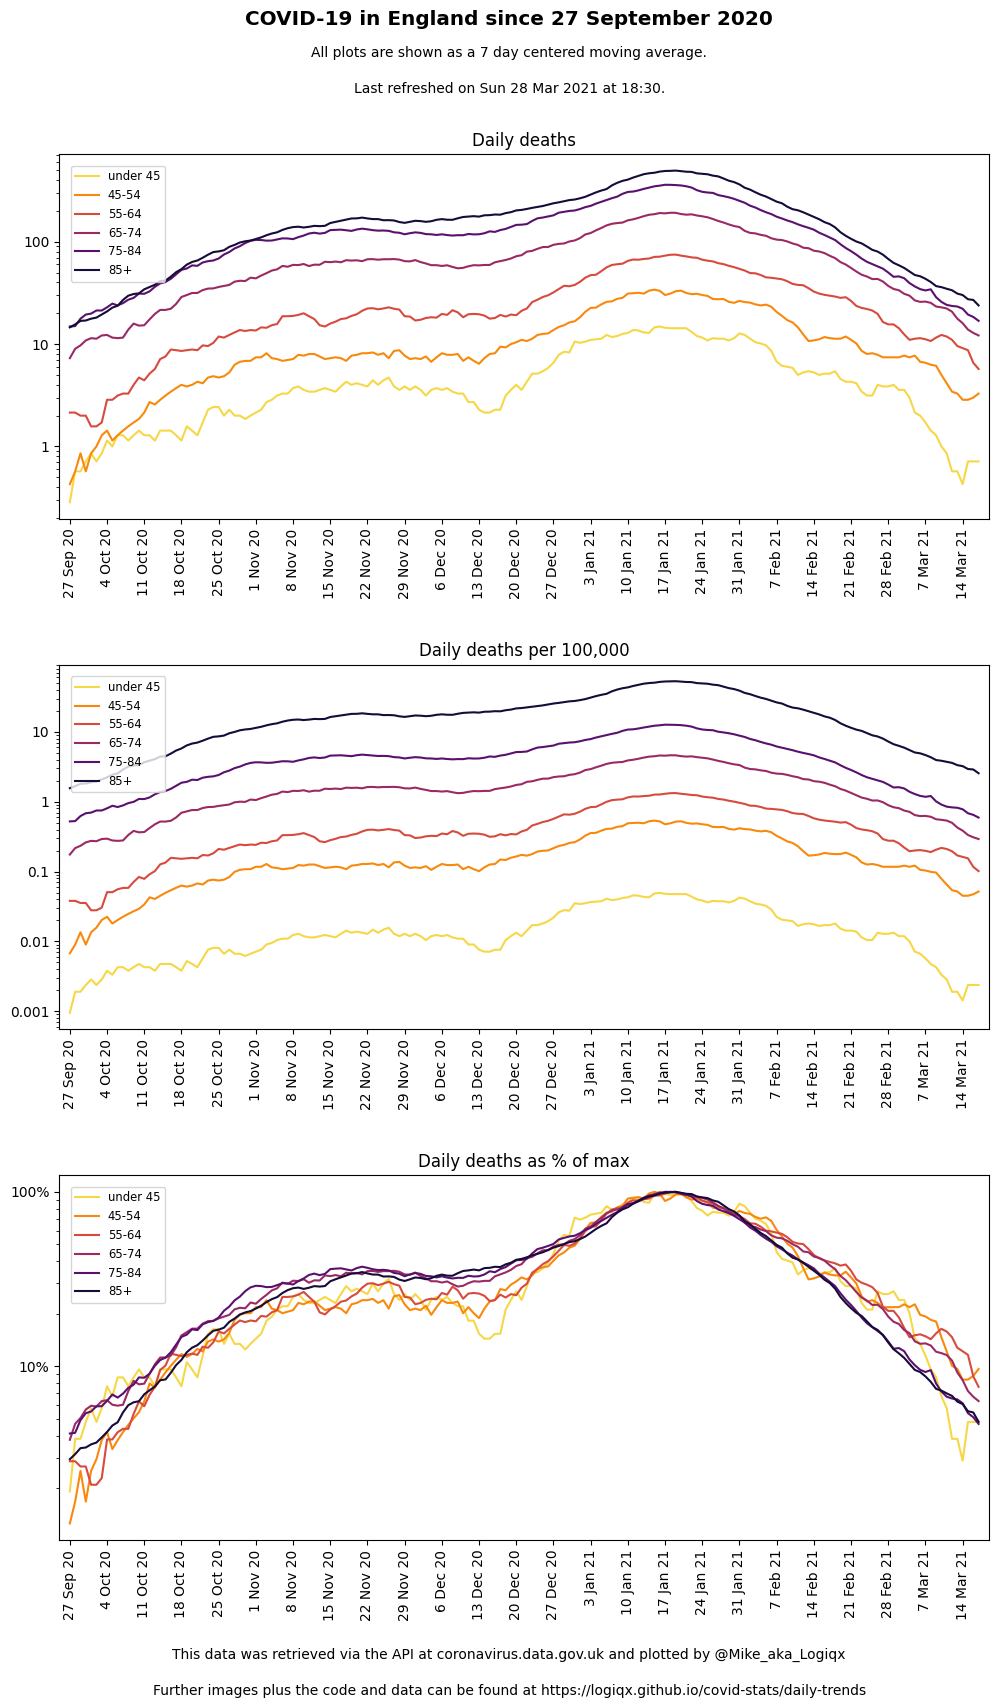 COVID-19 in England since 27 September 2020
All plots are shown as a 7 day centered moving average.
Last refreshed on Sun 28 Mar 2021 at 18:30.
Daily deaths
under 45
45-54
55-64
65-74
75-84
85+
100
10
1
27 Sep 20
4 Oct 20
11 Oct 20
18 Oct 20
25 Oct 20
1 Nov 20
8 Nov 20
15 Nov 20
22 Nov 20
29 Nov 20
6 Dec 20
13 Dec 20
20 Dec 20
27 Dec 20
3 Jan 21
10 Jan 21
17 Jan 21
24 Jan 21
31 Jan 21
7 Feb 21
14 Feb 21
21 Feb 21
28 Feb 21
7 Mar 21
14 Mar 21
Daily deaths per 100,000
under 45
45-54
55-64
65-74
75-84
85+
10
1
0.1
0.01
0.001
27 Sep 20
4 Oct 20
11 Oct 20
18 Oct 20
25 Oct 20
1 Nov 20
8 Nov 20
15 Nov 20
22 Nov 20
29 Nov 20
6 Dec 20
13 Dec 20
20 Dec 20
27 Dec 20
3 Jan 21
10 Jan 21
17 Jan 21
24 Jan 21
31 Jan 21
7 Feb 21
14 Feb 21
21 Feb 21
28 Feb 21
7 Mar 21
14 Mar 21
Daily deaths as % of max
under 45
45-54
55-64
65-74
75-84
85+
100%
10%
27 Sep 20
4 Oct 20
11 Oct 20
18 Oct 20
25 Oct 20
1 Nov 20
8 Nov 20
15 Nov 20
22 Nov 20
29 Nov 20
6 Dec 20
13 Dec 20
20 Dec 20
27 Dec 20
3 Jan 21
10 Jan 21
17 Jan 21
24 Jan 21
31 Jan 21
7 Feb 21
14 Feb 21
21 Feb 21
28 Feb 21
7 Mar 21
14 Mar 21
This data was retrieved via the API at coronavirus.data.gov.uk and plotted by @Mike_aka_Logiqx
Further images plus the code and data can be found at https://logiqx.github.io/covid-stats/daily-trends